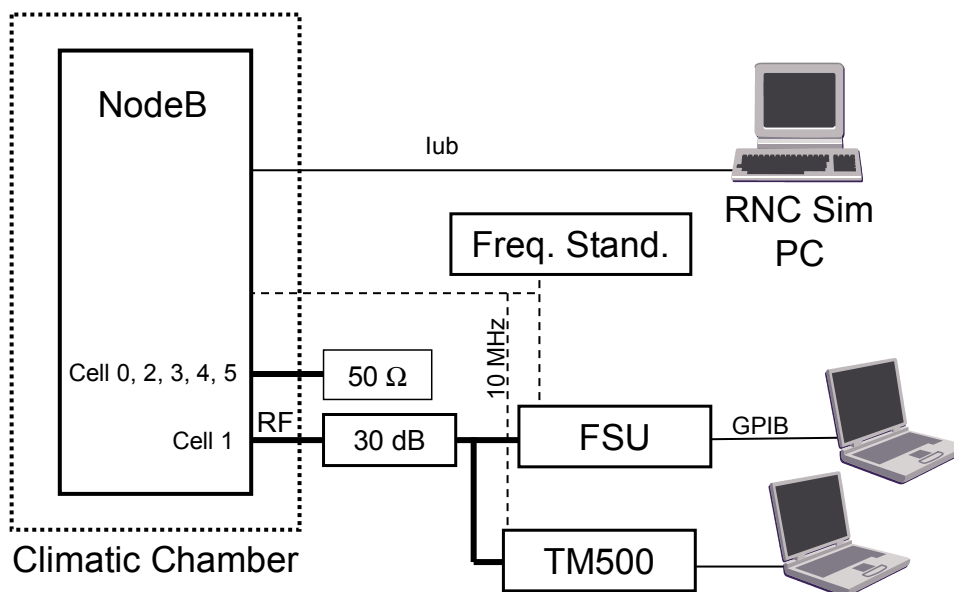 NodeB
Iub
RNC Sim
PC
Freq. Stand.
10 MHz
Cell 0, 2, 3, 4, 5
50 Ω
RF
Cell 1
30 dB
FSU
GPIB
TM500
Climatic Chamber